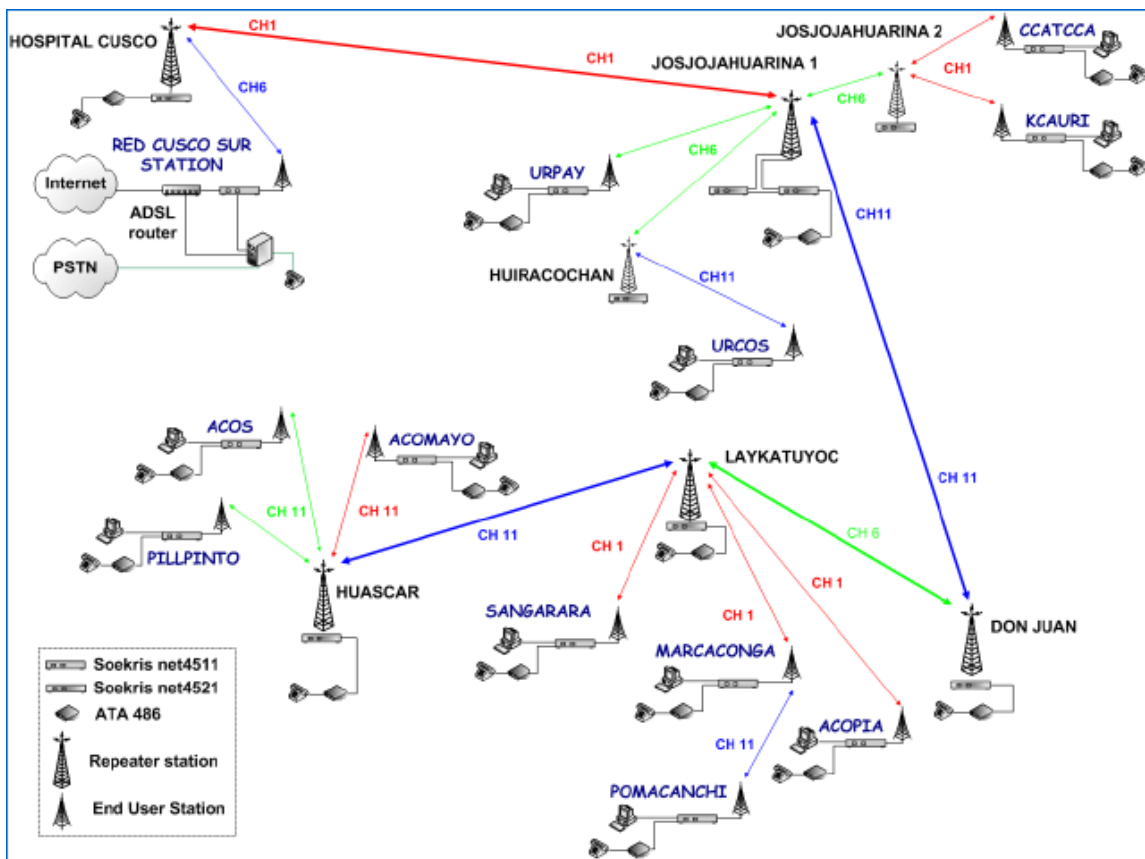 HOSPITAL CUSCO
CH1
CH1
CH6
JOSJOJAHUARINA 2
JOSJOJAHUARINA 1
CCATCCA
CH1
CH6
KCAURI
RED CUSCO SUR
STATION
Internet
ADSL
router
PSTN
URPAY
CH6
CH11
HUIRACOCHAN
CH11
URCOS
ACOS
ACOMAYO
CH 11
CH 11
PILLPINTO
HUASCAR
CH 11
LAYKATUYOC
CH 11
CH 6
CH 1
CH 1
CH 1
SANGARARA
MARCACONGA
DON JUAN
ACOPIA
CH 11
POMACANCHI
Soekris net4511
Soekris net4521
ATA 486
Repeater station
End User Station